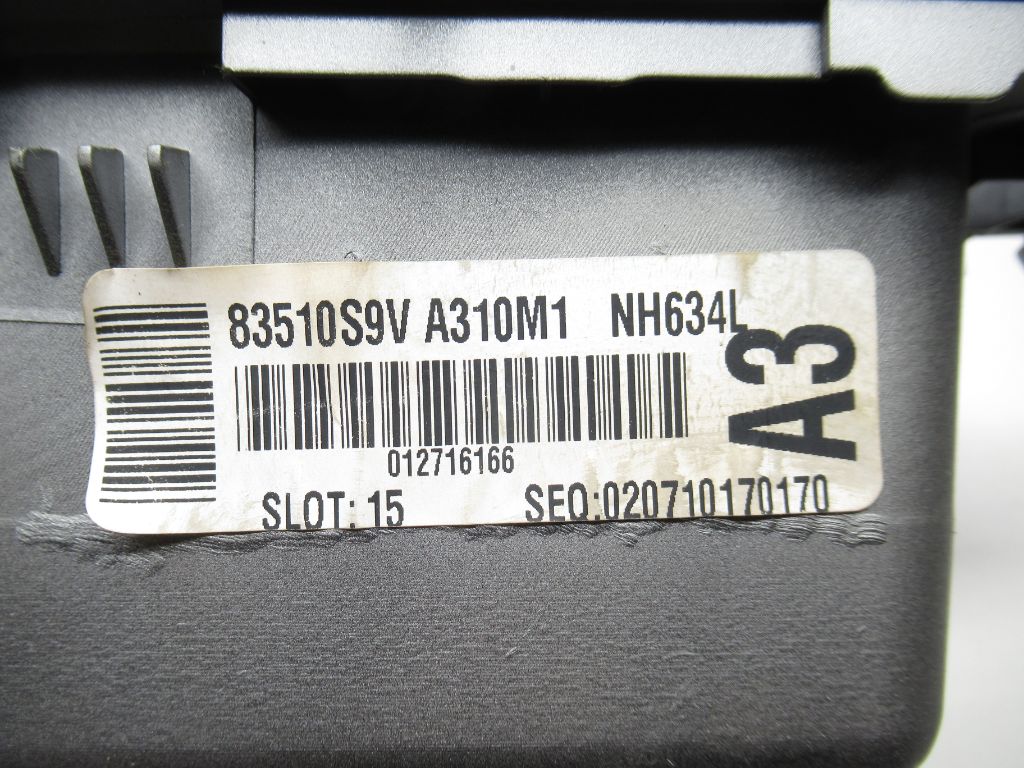 83510S9V A310M1 NH634L
A3
012716166
SLOT: 15 SEQ:020710170170